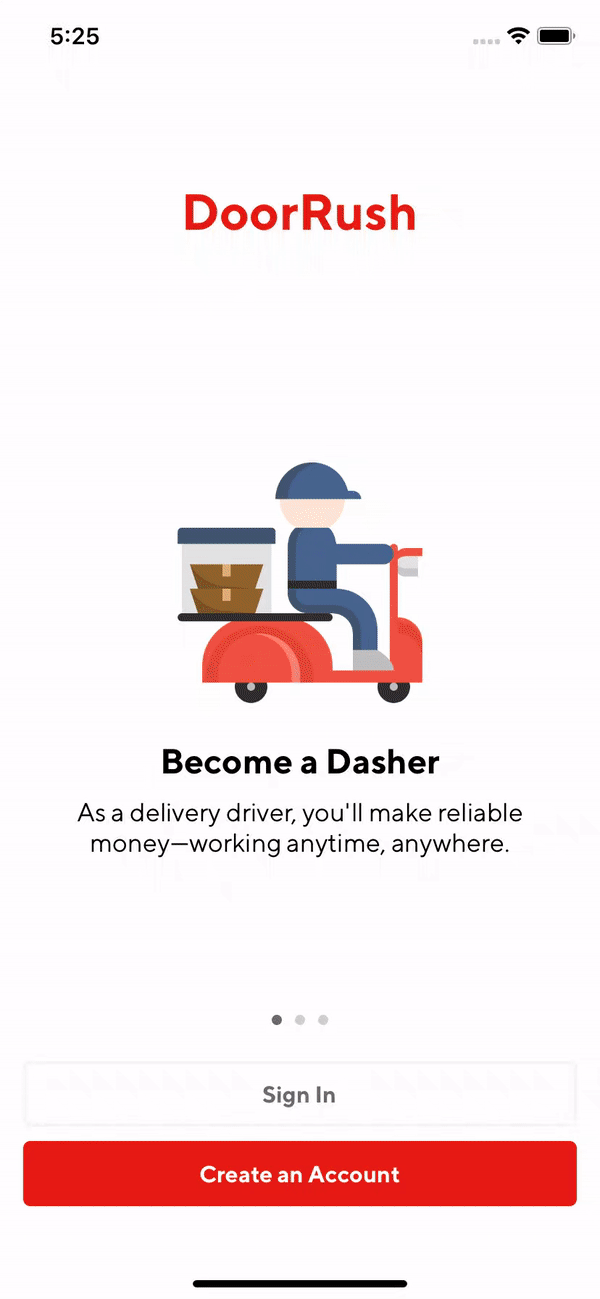 5:25
DoorRush
Become a Dasher
As a delivery driver, you'll make reliable
money—working anytime, anywhere.
Sign In
Create an Account